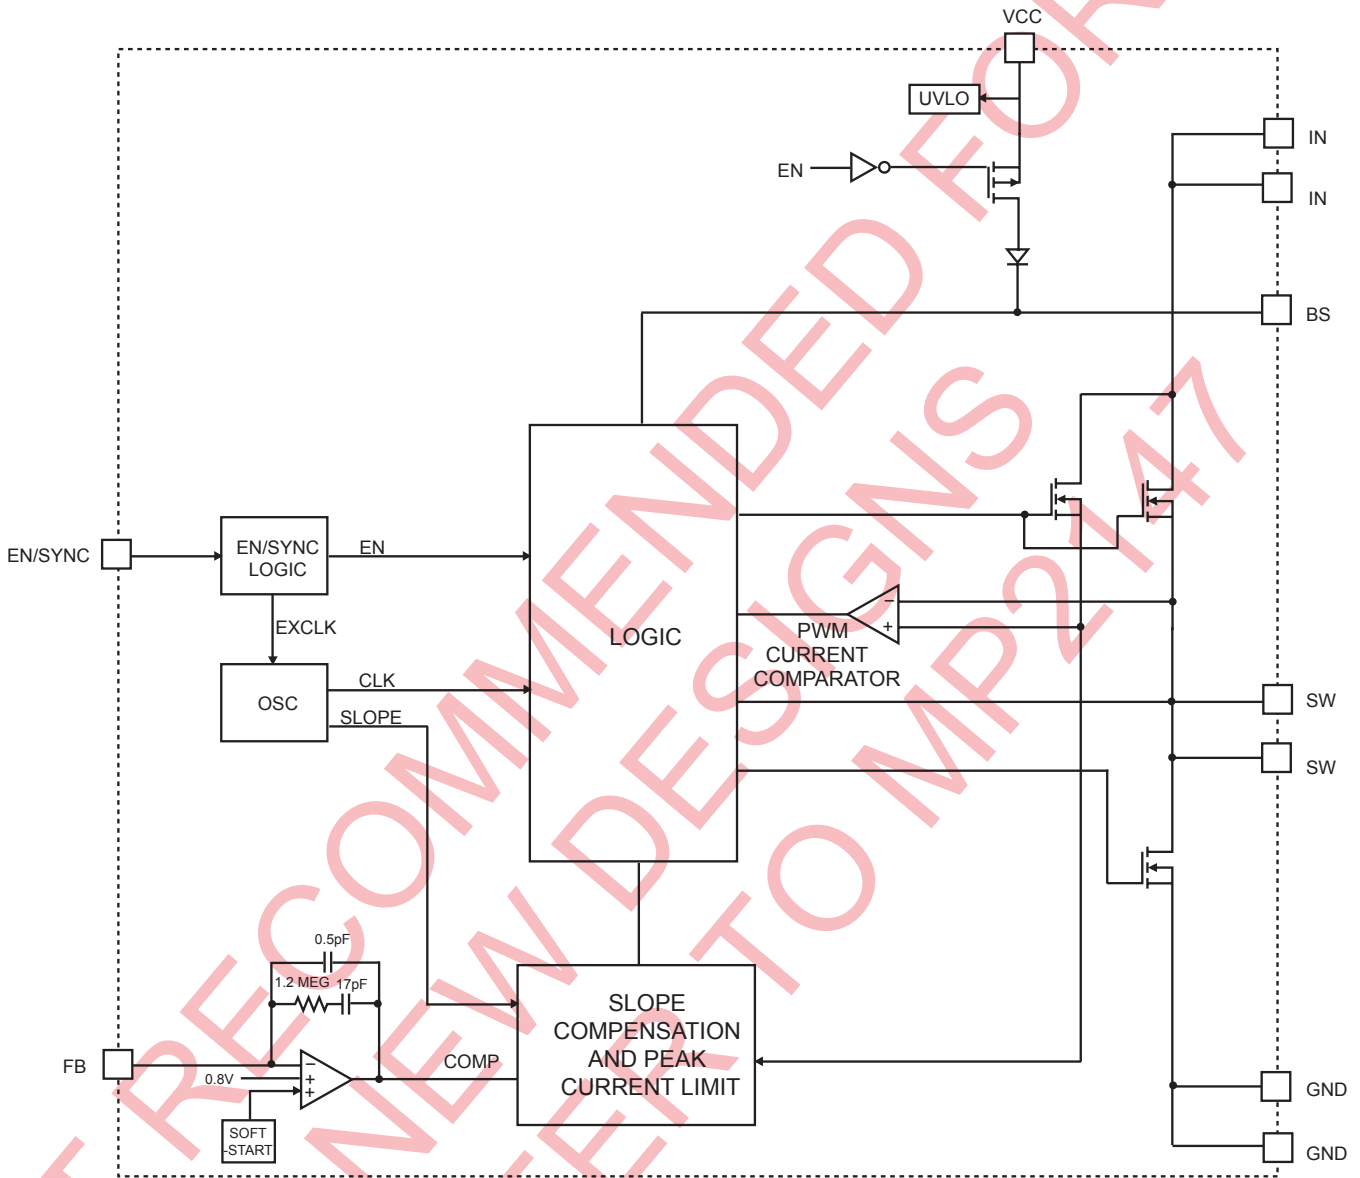 VCC
UVLO
IN
EN
IN
BS
EN/SYNC
EN/SYNC
LOGIC
EN
EXCLK
OSC
CLK
SLOPE
LOGIC
−
+
PWM
CURRENT
COMPARATOR
SW
SW
0.5pF
1.2 MEG
17pF
FB
0.8V
−
+
+
SOFT
-START
COMP
SLOPE
COMPENSATION
AND PEAK
CURRENT LIMIT
GND
GND
T RECOMMENDED FOR
NEW DESIGNS
ER TO MP2147